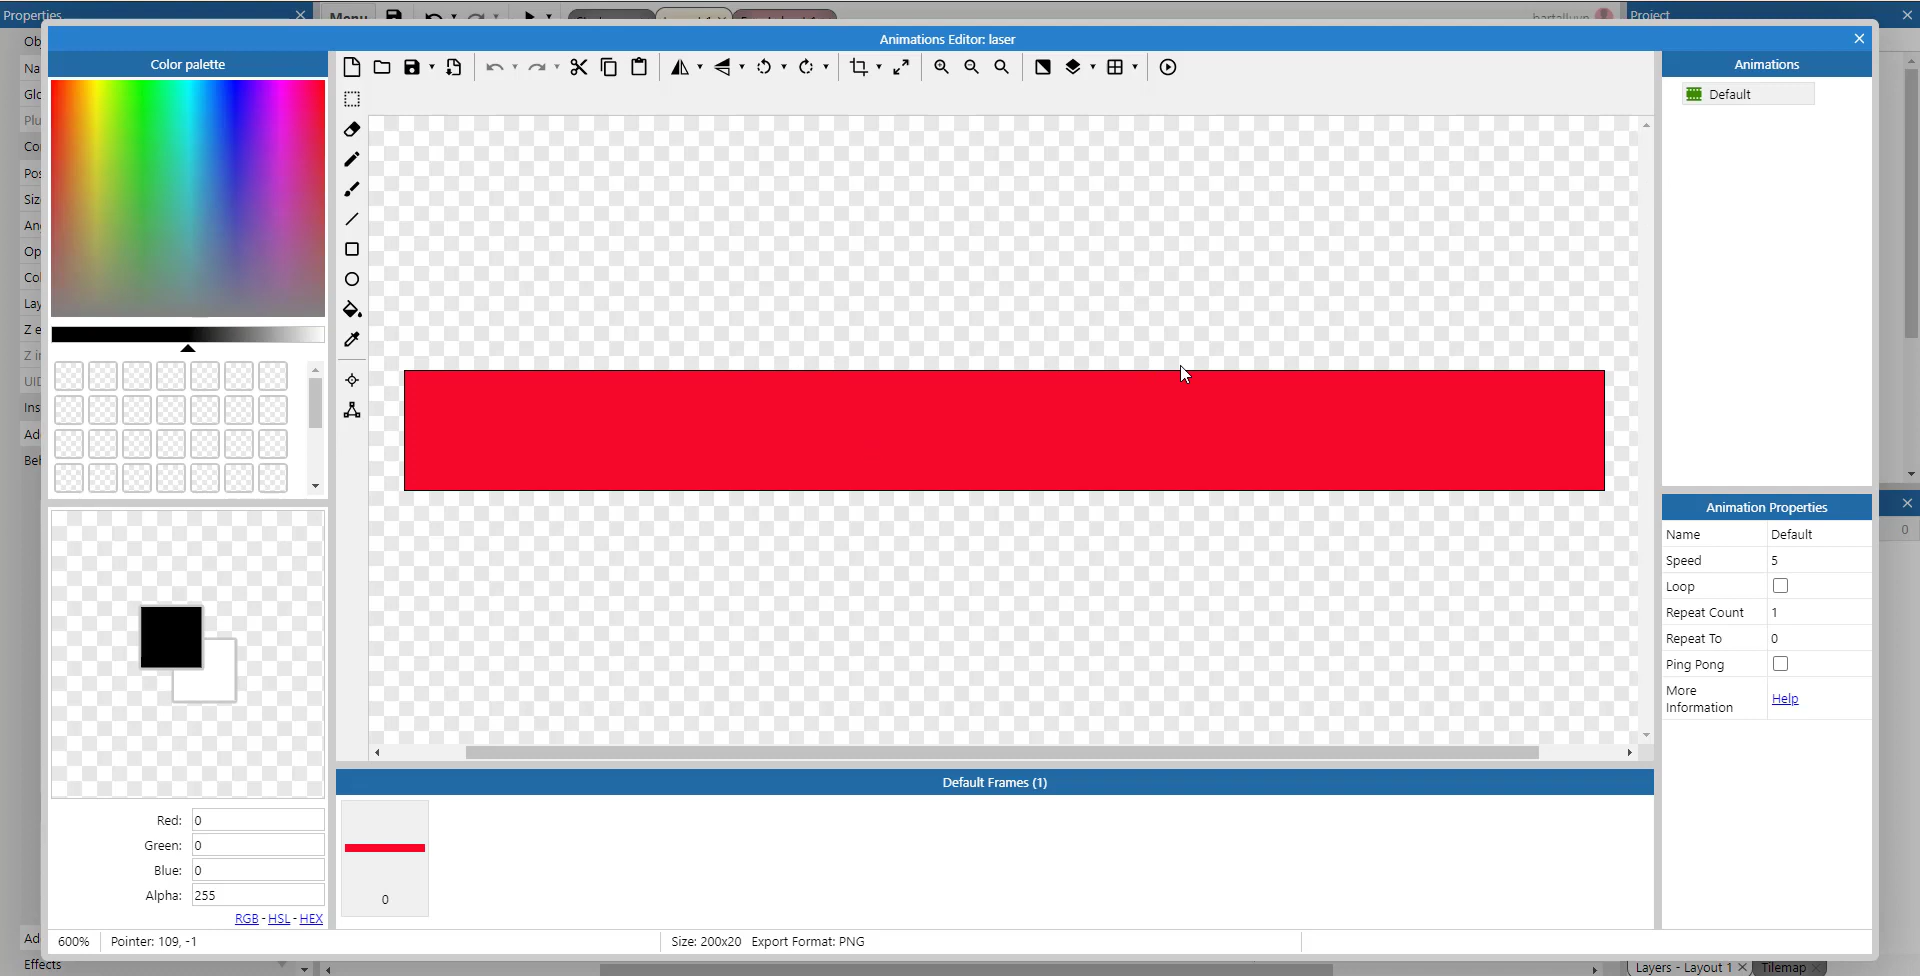 Properties
Menu
bartalluyn
Project
Animations Editor: laser
Color palette
Animations
Default
Ob
Na
Glo
Plu
Co
Pos
Siz
An
Op
Col
Lay
Z e
Z i
UID
Ins
Ad
Beh
Animation Properties
Name Default
Speed 5
Loop
Repeat Count 1
Repeat To 0
Ping Pong
More Information Help
0
Default Frames (1)
0
Red: 0
Green: 0
Blue: 0
Alpha: 255
RGB - HSL - HEX
600% Pointer: 109, -1
Size: 200x20 Export Format: PNG
Ad
Effects
Layers - Layout 1
Tilemap